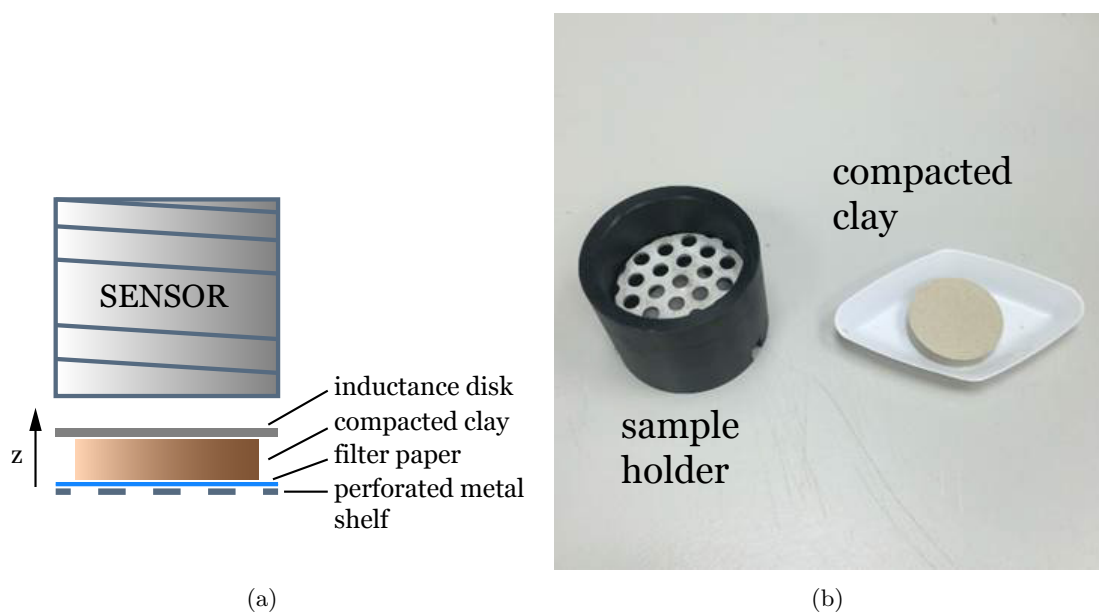 SENSOR
inductance disk
compacted clay
filter paper
perforated metal
shelf
z
(a)
compacted
clay
sample
holder
(b)